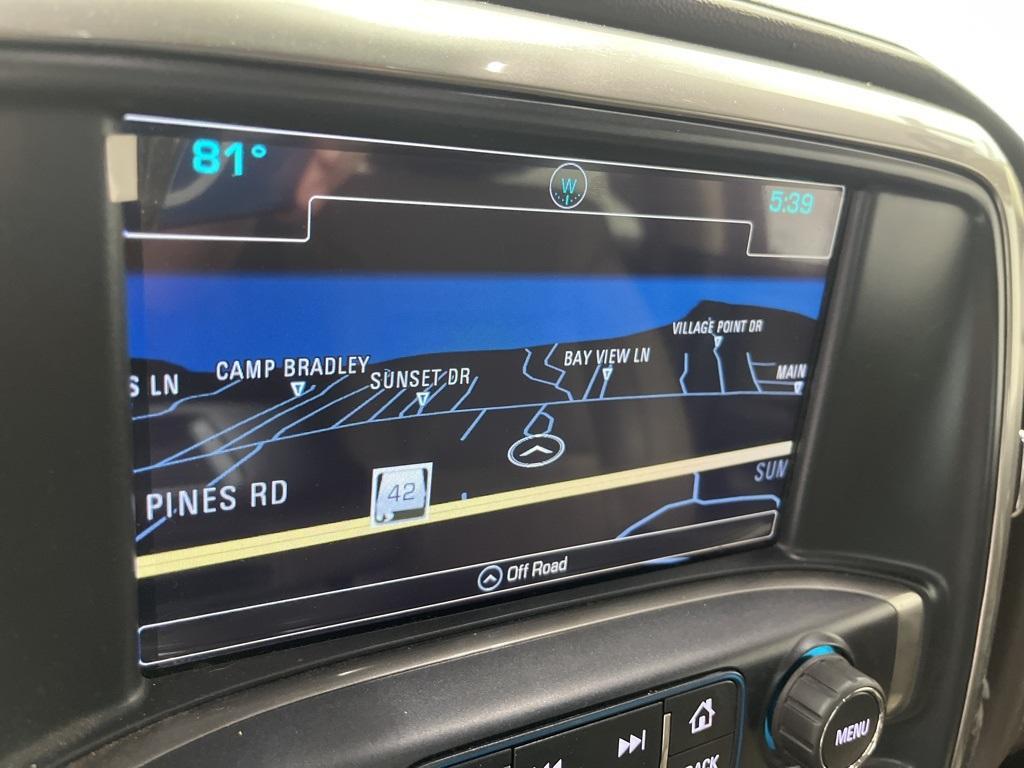 81°
W
5:39
VILLAGE POINT DR
BAY VIEW LN
CAMP BRADLEY
SUNSET DR
MAIN
S LN
SUN
PINES RD
42
Off Road
MENU